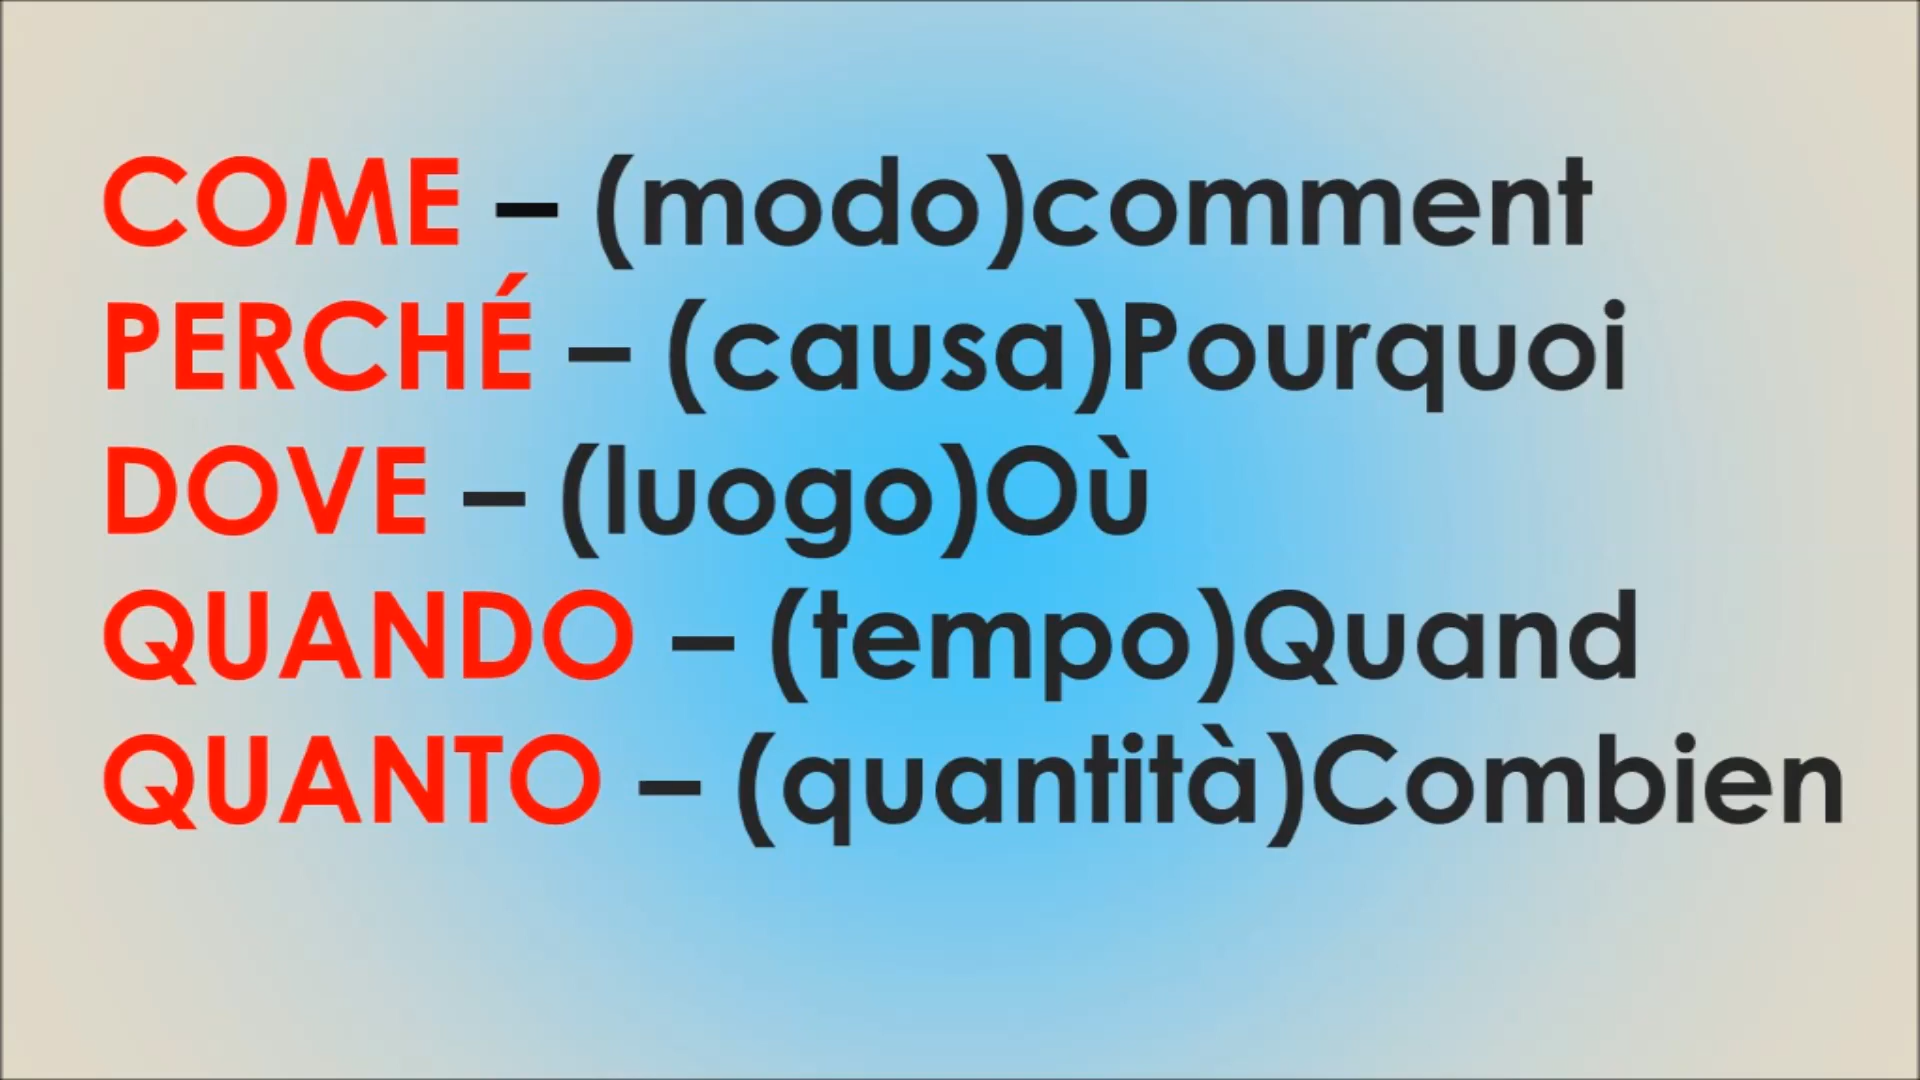 COME – (modo)comment
PERCHÉ – (causa)Pourquoi
DOVE – (luogo)Où
QUANDO – (tempo)Quand
QUANTO – (quantità)Combien